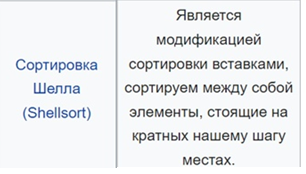 Сортировка
Шелла
(Shellsort)
Является
модификацией
сортировки вставками,
сортируем между собой
элементы, стоящие на
кратных нашему шагу
местах.